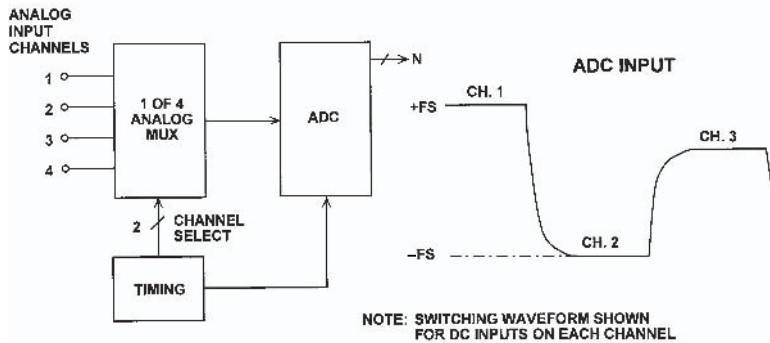 ANALOG
INPUT
CHANNELS
1
2
3
4
1 OF 4
ANALOG
MUX
ADC
N
2
CHANNEL
SELECT
TIMING
ADC INPUT
+FS
CH. 1
CH. 3
CH. 2
–FS
NOTE: SWITCHING WAVEFORM SHOWN
FOR DC INPUTS ON EACH CHANNEL